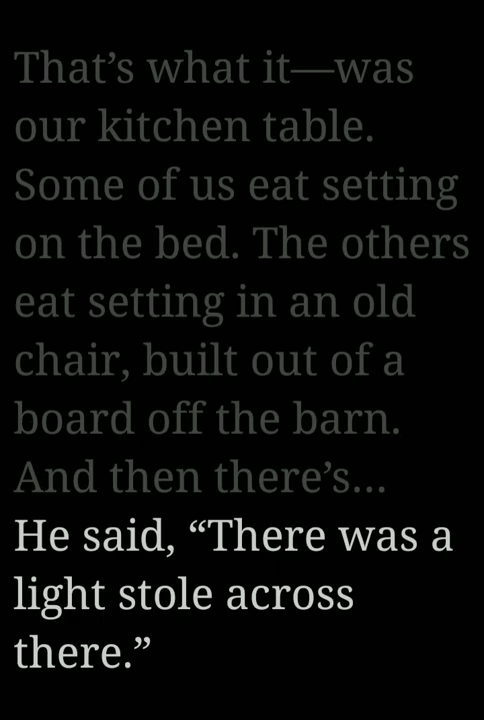 That’s what it—was
our kitchen table.
Some of us eat setting
on the bed. The others
eat setting in an old
chair, built out of a
board off the barn.
And then there’s...
He said, “There was a
light stole across
there.”